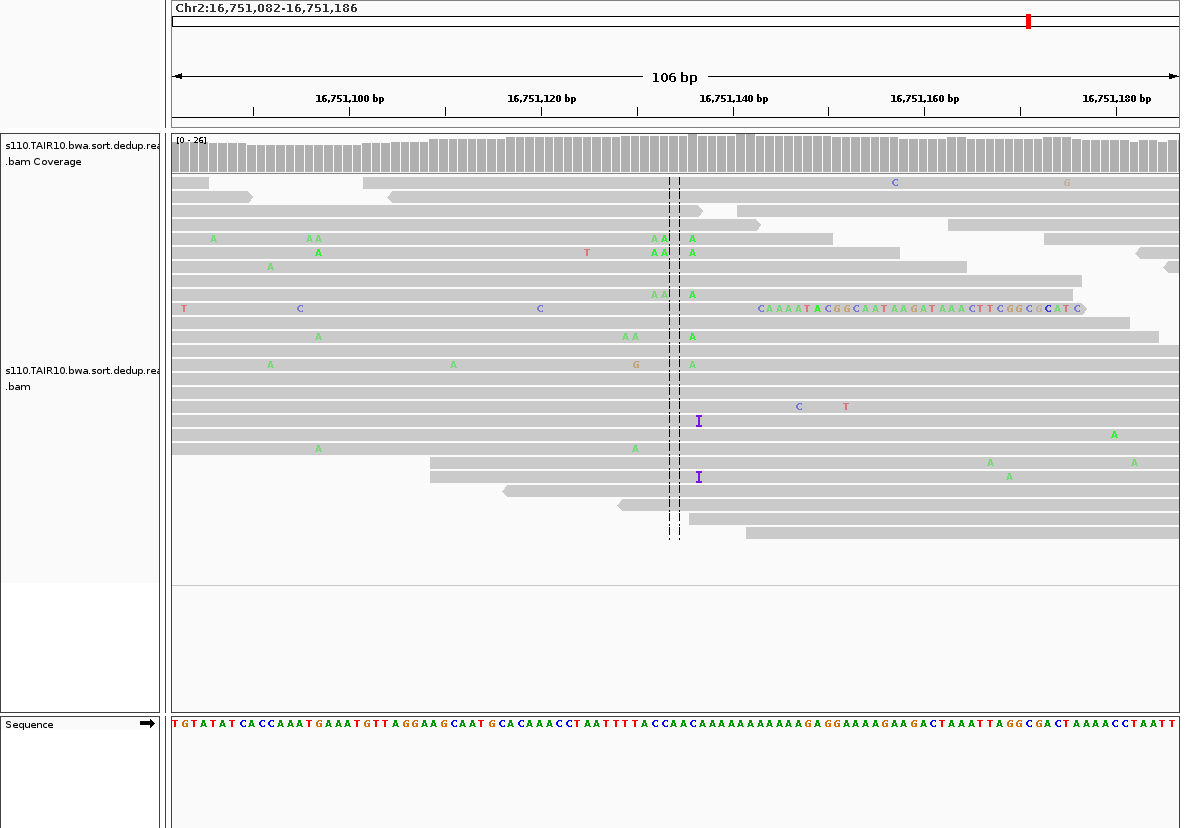 Chr2:16,751,082-16,751,186
106 bp
16,751,100 bp 16,751,120 bp 16,751,140 bp 16,751,160 bp 16,751,180 bp
s110.TAIR10.bwa.sort.dedup.rea
.bam Coverage
[0 - 26]
C G
A A A A A A
A T A A A
A
A A A
T C C CAAAATACGGCAATAAGATAAACTTCGGCGCATC
A A A A
A A G A
s110.TAIR10.bwa.sort.dedup.rea
.bam
C T
I
A
A A
A A
I A
Sequence
TGTATATCACCAAATGAAATGTTAGGAAGCAATGCACAAACCTAATTTTACCAACAAAAAAAAAAAGAGGAAAAGAAGACTAAATTAGGCGACTAAAACCTAATT